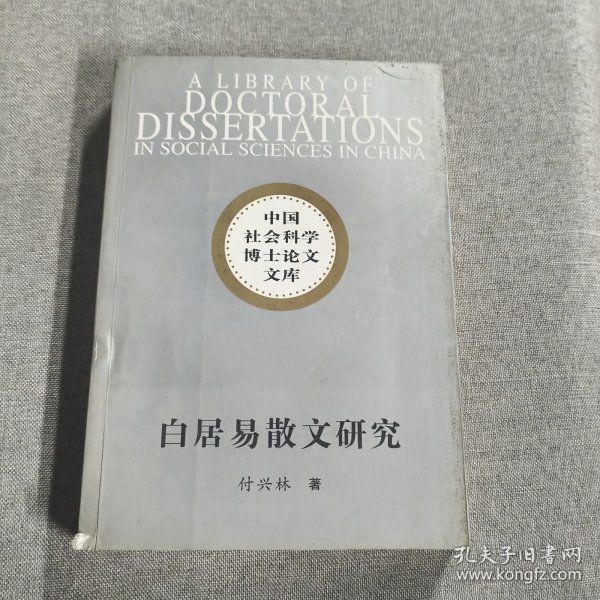 A LIBRARY OF
DOCTORAL
DISSERTATIONS
IN SOCIAL SCIENCES IN CHINA
中国
社会科学
博士论文
文库
白居易散文研究
付兴林 著
孔夫子旧书网
www.kongfz.com